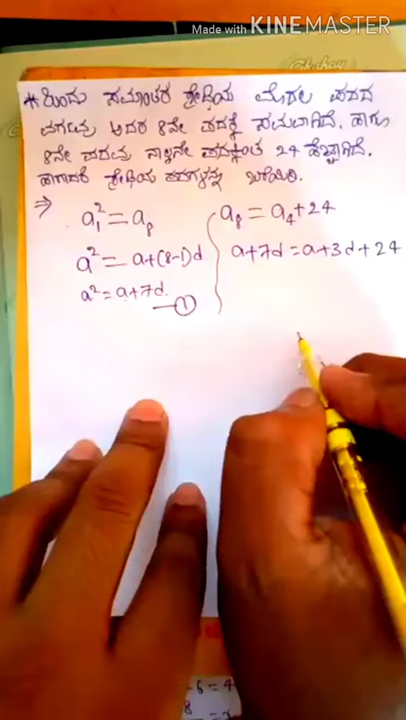 Made with KINEMASTER
* ಒಂದು ಸಮಾಂತರ ಶ್ರೇಢಿಯ ಮೊದಲ ಪದದ
ವರ್ಗವು ಅದರ 8ನೇ ಪದಕ್ಕೆ ಸಮವಾಗಿದೆ. ಹಾಗೂ
8ನೇ ಪದವು ನಾಲ್ಕನೇ ಪದಕ್ಕಿಂತ 24 ಹೆಚ್ಚಾಗಿದೆ.
ಹಾಗಾದರೆ ಶ್ರೇಢಿಯ ಪದಗಳನ್ನು ಬರೆಯಿರಿ.
⇒ a₁² = a₈
a² = a+(8-1)d
a² = a+7d —①
a₈ = a₄+24
a+7d = a+3d+24